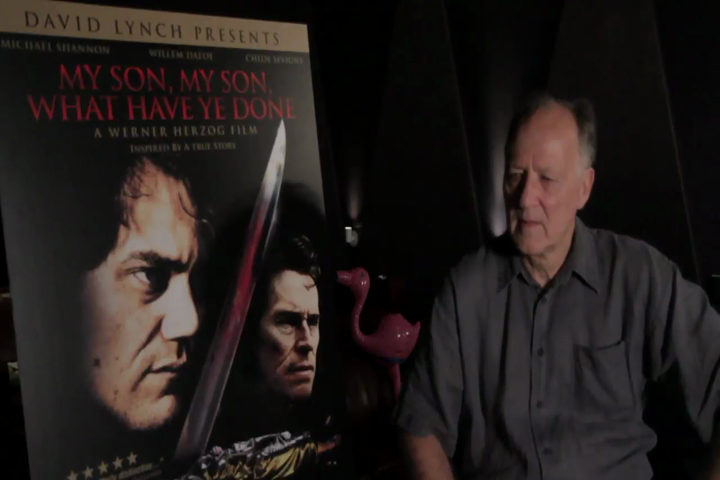 DAVID LYNCH PRESENTS
MICHAEL SHANNON WILLEM DAFOE CHLOE SEVIGNY
MY SON, MY SON,
WHAT HAVE YE DONE
A WERNER HERZOG FILM
INSPIRED BY A TRUE STORY